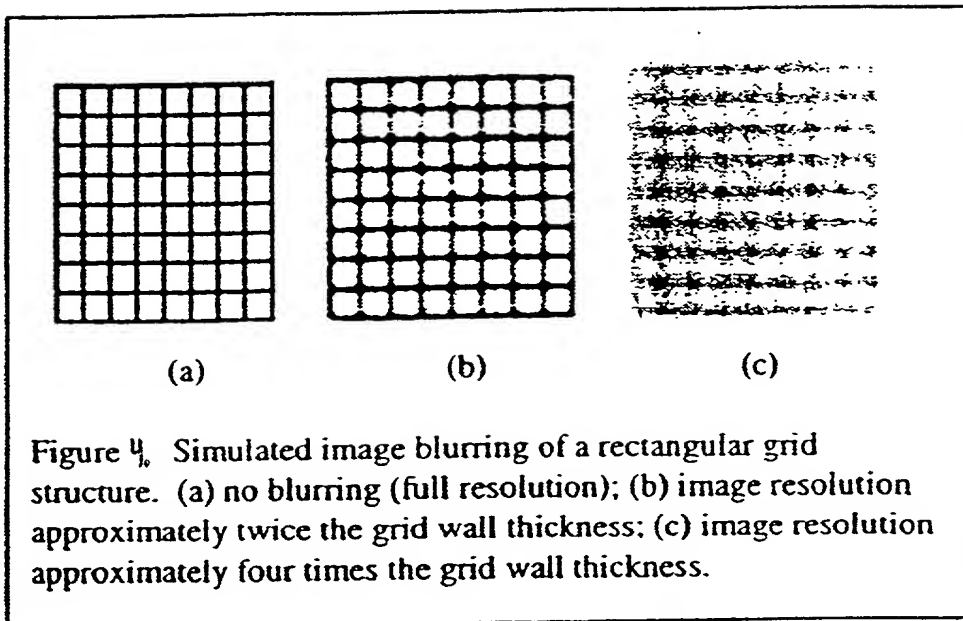 (a) (b) (c)
Figure 4. Simulated image blurring of a rectangular grid
structure. (a) no blurring (full resolution); (b) image resolution
approximately twice the grid wall thickness; (c) image resolution
approximately four times the grid wall thickness.